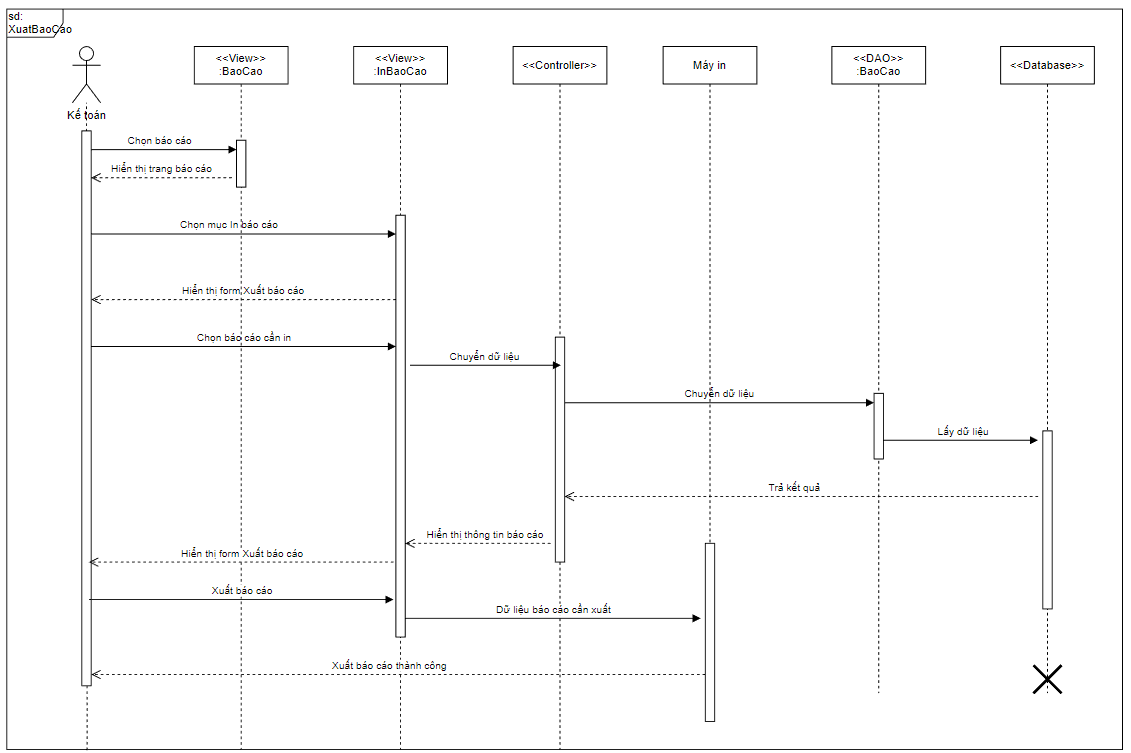 sd:
XuatBaoCao
<<View>>
:BaoCao
<<View>>
:InBaoCao
<<Controller>>
Máy in
<<DAO>>
:BaoCao
<<Database>>
Kế toán
Chọn báo cáo
Hiển thị trang báo cáo
Chọn mục In báo cáo
Hiển thị form Xuất báo cáo
Chọn báo cáo cần in
Chuyển dữ liệu
Chuyển dữ liệu
Lấy dữ liệu
Trả kết quả
Hiển thị thông tin báo cáo
Hiển thị form Xuất báo cáo
Xuất báo cáo
Dữ liệu báo cáo cần xuất
Xuất báo cáo thành công